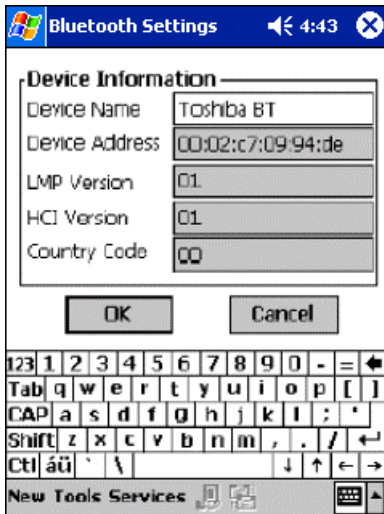 Bluetooth Settings 4:43
Device Information
Device Name Toshiba BT
Device Address 00:02:c7:09:94:de
LMP Version 01
HCI Version 01
Country Code 00
OK Cancel
123 1 2 3 4 5 6 7 8 9 0 - =
Tab q w e r t y u i o p [ ]
CAP a s d f g h j k l ; '
Shift z x c v b n m , . /
Ctl áü ` \
New Tools Services